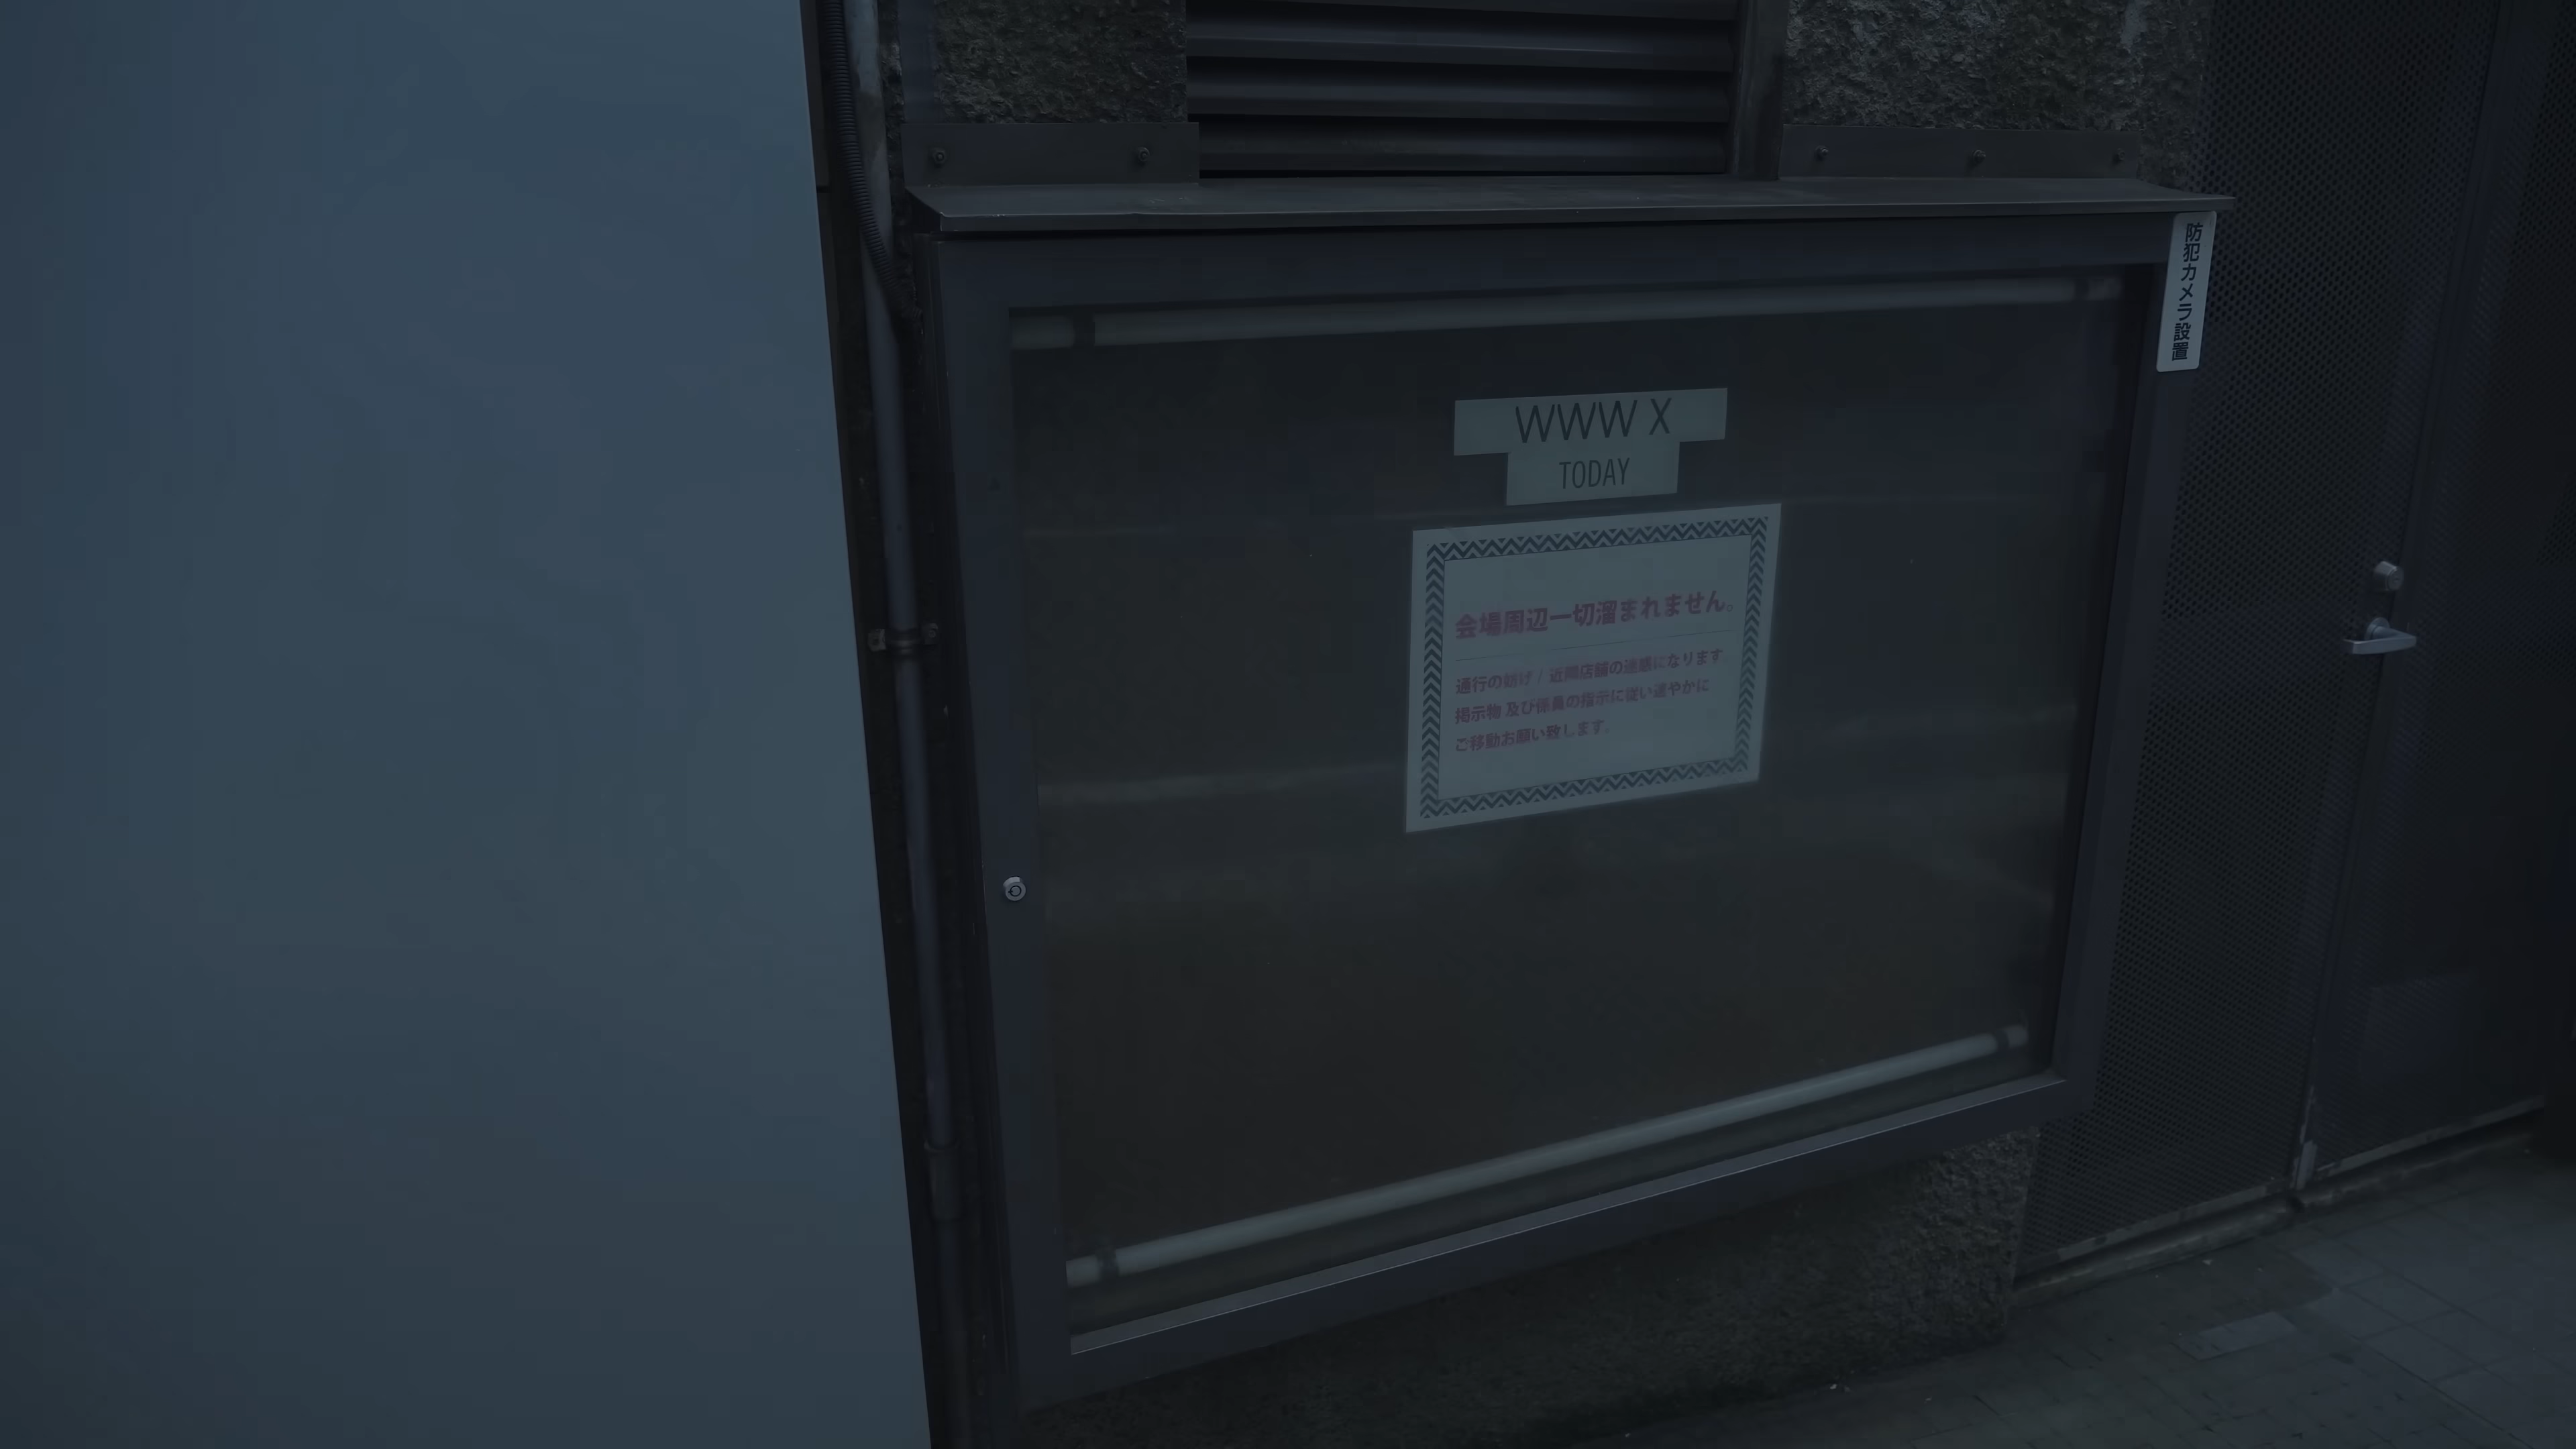 WWW X
TODAY
会場周辺一切溜まれません。
通行の妨げ / 近隣店舗の迷惑になります
掲示物 及び係員の指示に従い速やかに
ご移動お願い致します。
防犯カメラ設置